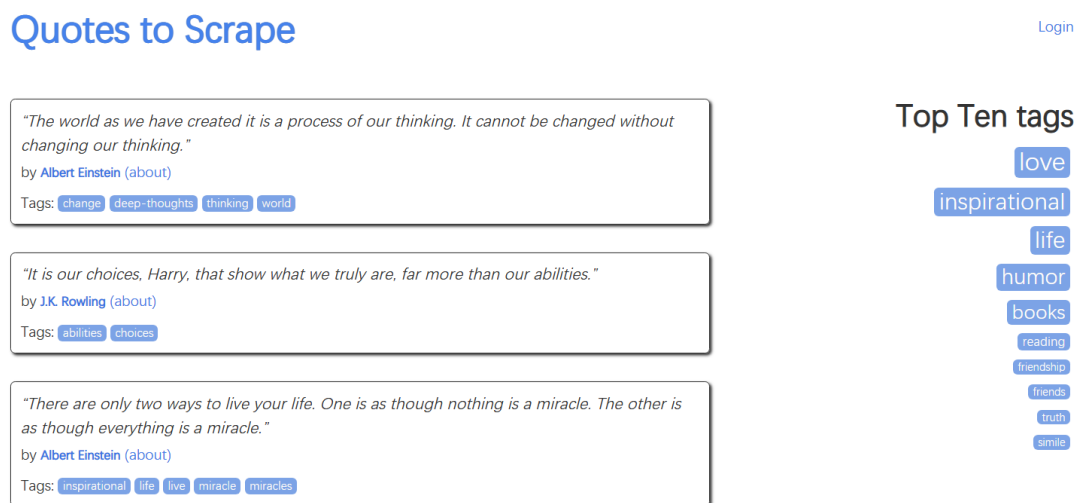 Quotes to Scrape
Login
“The world as we have created it is a process of our thinking. It cannot be changed without
changing our thinking.”
by Albert Einstein (about)
Tags: change deep-thoughts thinking world
“It is our choices, Harry, that show what we truly are, far more than our abilities.”
by J.K. Rowling (about)
Tags: abilities choices
“There are only two ways to live your life. One is as though nothing is a miracle. The other is
as though everything is a miracle.”
by Albert Einstein (about)
Tags: inspirational life live miracle miracles
Top Ten tags
love
inspirational
life
humor
books
reading
friendship
friends
truth
simile